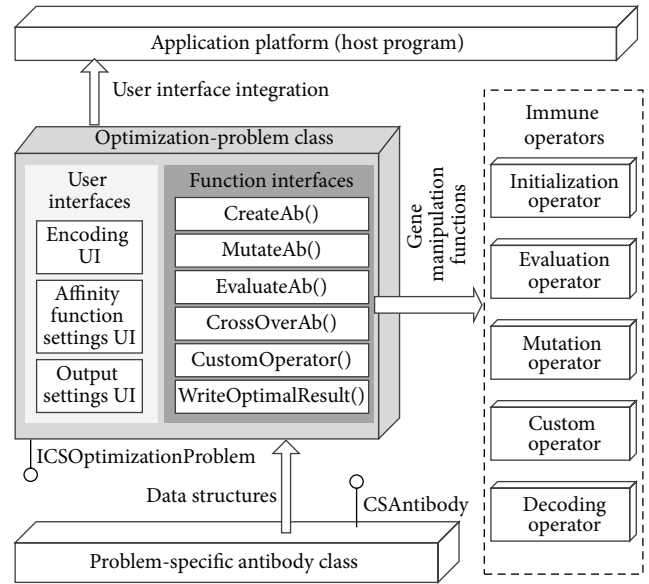 Application platform (host program)
User interface integration
Optimization-problem class
User
interfaces
Encoding
UI
Affinity
function
settings UI
Output
settings UI
Function interfaces
CreateAb()
MutateAb()
EvaluateAb()
CrossOverAb()
CustomOperator()
WriteOptimalResult()
Gene
manipulation
functions
Immune
operators
Initialization
operator
Evaluation
operator
Mutation
operator
Custom
operator
Decoding
operator
ICSOptimizationProblem
Data structures
CSAntibody
Problem-specific antibody class